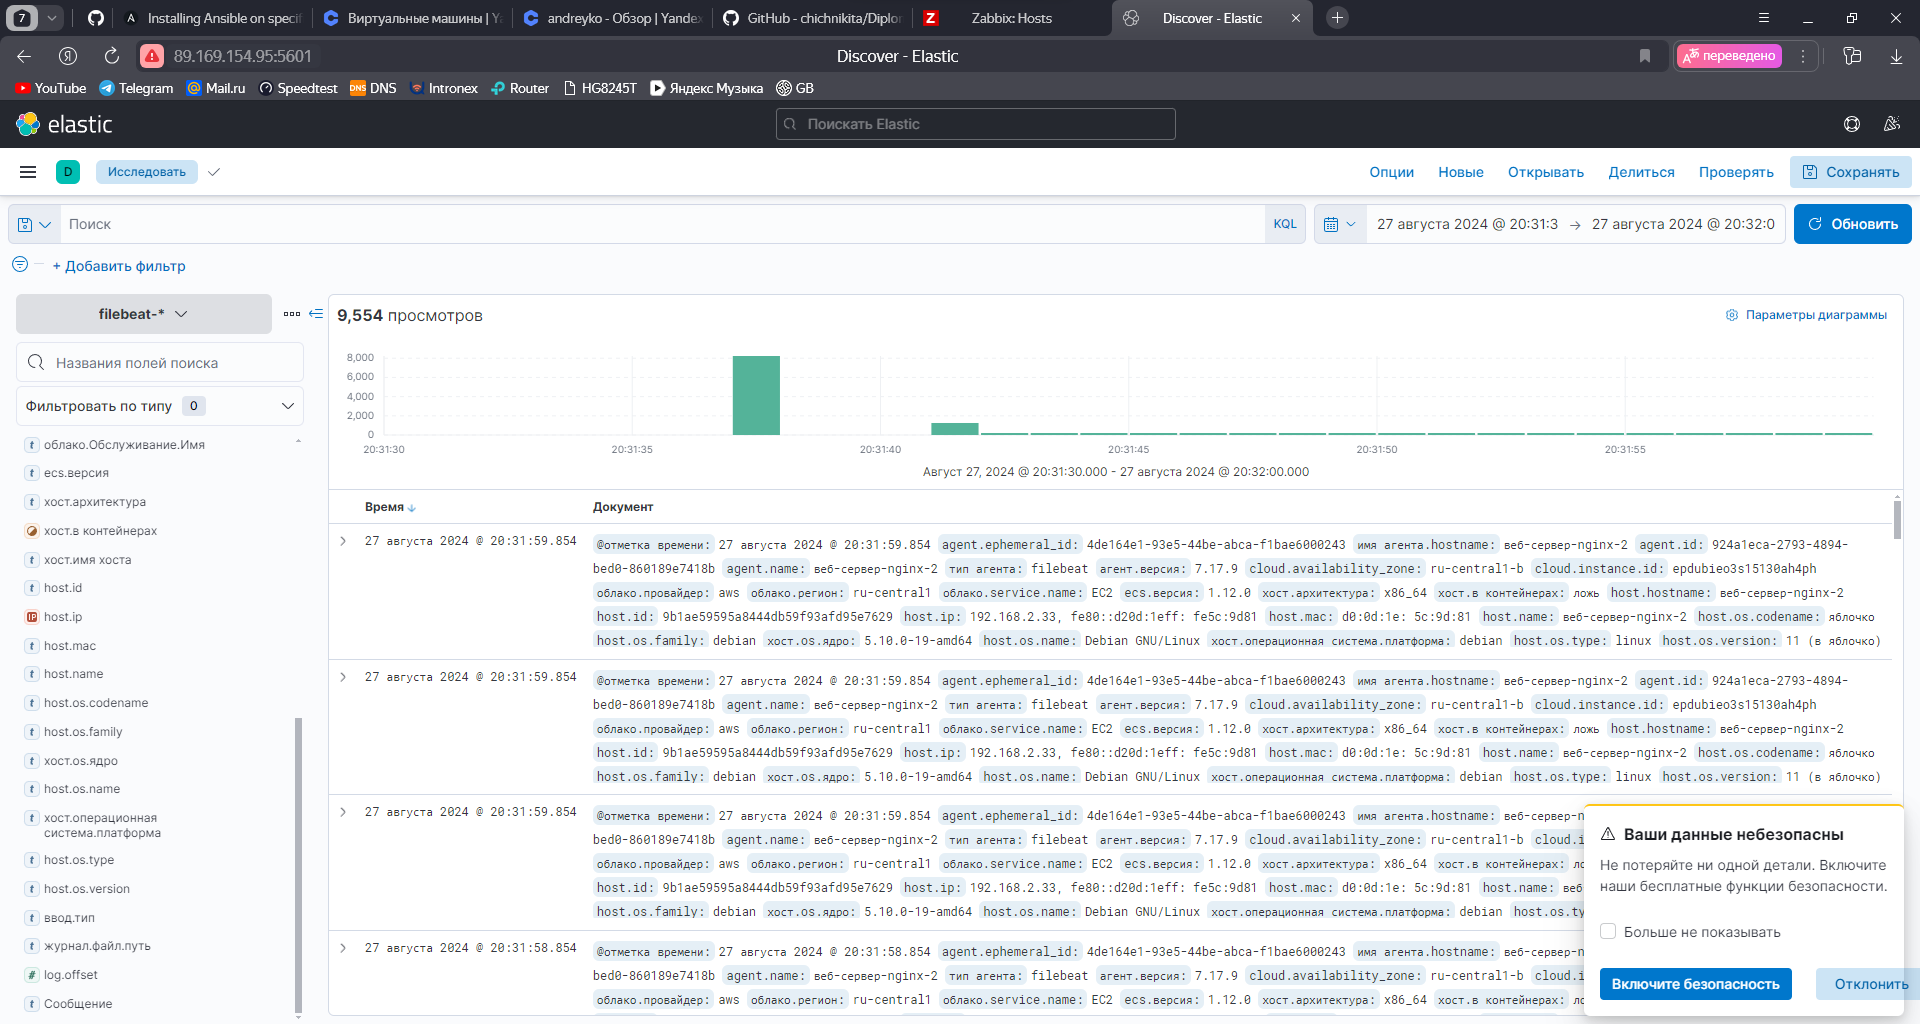 7
Installing Ansible on specif
Виртуальные машины | Y
andreyko - Обзор | Yandex
GitHub - chichnikita/Diplom
Zabbix: Hosts
Discover - Elastic
89.169.154.95:5601
Discover - Elastic
переведено
YouTube Telegram Mail.ru Speedtest DNS Intronex Router HG8245T Яндекс Музыка GB
elastic
Поискать Elastic
D
Исследовать
Опции Новые Открывать Делиться Проверять Сохранять
Поиск
KQL
27 августа 2024 @ 20:31:3 → 27 августа 2024 @ 20:32:0
Обновить
+ Добавить фильтр
filebeat-*
Названия полей поиска
Фильтровать по типу 0
t облако.Обслуживание.Имя
t ecs.версия
t хост.архитектура
хост.в контейнерах
t хост.имя хоста
t host.id
IP host.ip
t host.mac
t host.name
t host.os.codename
t host.os.family
t хост.os.ядро
t host.os.name
t хост.операционная
система.платформа
t host.os.type
t host.os.version
t ввод.тип
t журнал.файл.путь
# log.offset
t Сообщение
9,554 просмотров
Параметры диаграммы
8,000
6,000
4,000
2,000
0
20:31:30 20:31:35 20:31:40 20:31:45 20:31:50 20:31:55
Август 27, 2024 @ 20:31:30.000 - 27 августа 2024 @ 20:32:00.000
Время Документ
27 августа 2024 @ 20:31:59.854
@отметка времени: 27 августа 2024 @ 20:31:59.854 agent.ephemeral_id: 4de164e1-93e5-44be-abca-f1bae6000243 имя агента.hostname: веб-сервер-nginx-2 agent.id: 924a1eca-2793-4894-
bed0-860189e7418b agent.name: веб-сервер-nginx-2 тип агента: filebeat агент.версия: 7.17.9 cloud.availability_zone: ru-central1-b cloud.instance.id: epdubieo3s15130ah4ph
облако.провайдер: aws облако.регион: ru-central1 облако.service.name: EC2 ecs.версия: 1.12.0 хост.архитектура: x86_64 хост.в контейнерах: ложь host.hostname: веб-сервер-nginx-2
host.id: 9b1ae59595a8444db59f93afd95e7629 host.ip: 192.168.2.33, fe80::d20d:1eff: fe5c:9d81 host.mac: d0:0d:1e: 5c:9d:81 host.name: веб-сервер-nginx-2 host.os.codename: яблочко
host.os.family: debian хост.os.ядро: 5.10.0-19-amd64 host.os.name: Debian GNU/Linux хост.операционная система.платформа: debian host.os.type: linux host.os.version: 11 (в яблочко)
27 августа 2024 @ 20:31:59.854
@отметка времени: 27 августа 2024 @ 20:31:59.854 agent.ephemeral_id: 4de164e1-93e5-44be-abca-f1bae6000243 имя агента.hostname: веб-сервер-nginx-2 agent.id: 924a1eca-2793-4894-
bed0-860189e7418b agent.name: веб-сервер-nginx-2 тип агента: filebeat агент.версия: 7.17.9 cloud.availability_zone: ru-central1-b cloud.instance.id: epdubieo3s15130ah4ph
облако.провайдер: aws облако.регион: ru-central1 облако.service.name: EC2 ecs.версия: 1.12.0 хост.архитектура: x86_64 хост.в контейнерах: ложь host.hostname: веб-сервер-nginx-2
host.id: 9b1ae59595a8444db59f93afd95e7629 host.ip: 192.168.2.33, fe80::d20d:1eff: fe5c:9d81 host.mac: d0:0d:1e: 5c:9d:81 host.name: веб-сервер-nginx-2 host.os.codename: яблочко
host.os.family: debian хост.os.ядро: 5.10.0-19-amd64 host.os.name: Debian GNU/Linux хост.операционная система.платформа: debian host.os.type: linux host.os.version: 11 (в яблочко)
27 августа 2024 @ 20:31:59.854
@отметка времени: 27 августа 2024 @ 20:31:59.854 agent.ephemeral_id: 4de164e1-93e5-44be-abca-f1bae6000243 имя агента.hostname: веб-сервер-n
bed0-860189e7418b agent.name: веб-сервер-nginx-2 тип агента: filebeat агент.версия: 7.17.9 cloud.availability_zone: ru-central1-b cloud.i
облако.провайдер: aws облако.регион: ru-central1 облако.service.name: EC2 ecs.версия: 1.12.0 хост.архитектура: x86_64 хост.в контейнерах: ло
host.id: 9b1ae59595a8444db59f93afd95e7629 host.ip: 192.168.2.33, fe80::d20d:1eff: fe5c:9d81 host.mac: d0:0d:1e: 5c:9d:81 host.name: веб
host.os.family: debian хост.os.ядро: 5.10.0-19-amd64 host.os.name: Debian GNU/Linux хост.операционная система.платформа: debian host.os.ty
27 августа 2024 @ 20:31:58.854
@отметка времени: 27 августа 2024 @ 20:31:58.854 agent.ephemeral_id: 4de164e1-93e5-44be-abca-f1bae6000243 имя агента.hostname: веб-сервер-n
bed0-860189e7418b agent.name: веб-сервер-nginx-2 тип агента: filebeat агент.версия: 7.17.9 cloud.availability_zone: ru-central1-b cloud.i
облако.провайдер: aws облако.регион: ru-central1 облако.service.name: EC2 ecs.версия: 1.12.0 хост.архитектура: x86_64 хост.в контейнерах: ло
Ваши данные небезопасны
Не потеряйте ни одной детали. Включите
наши бесплатные функции безопасности.
Больше не показывать
Включите безопасность
Отклонить